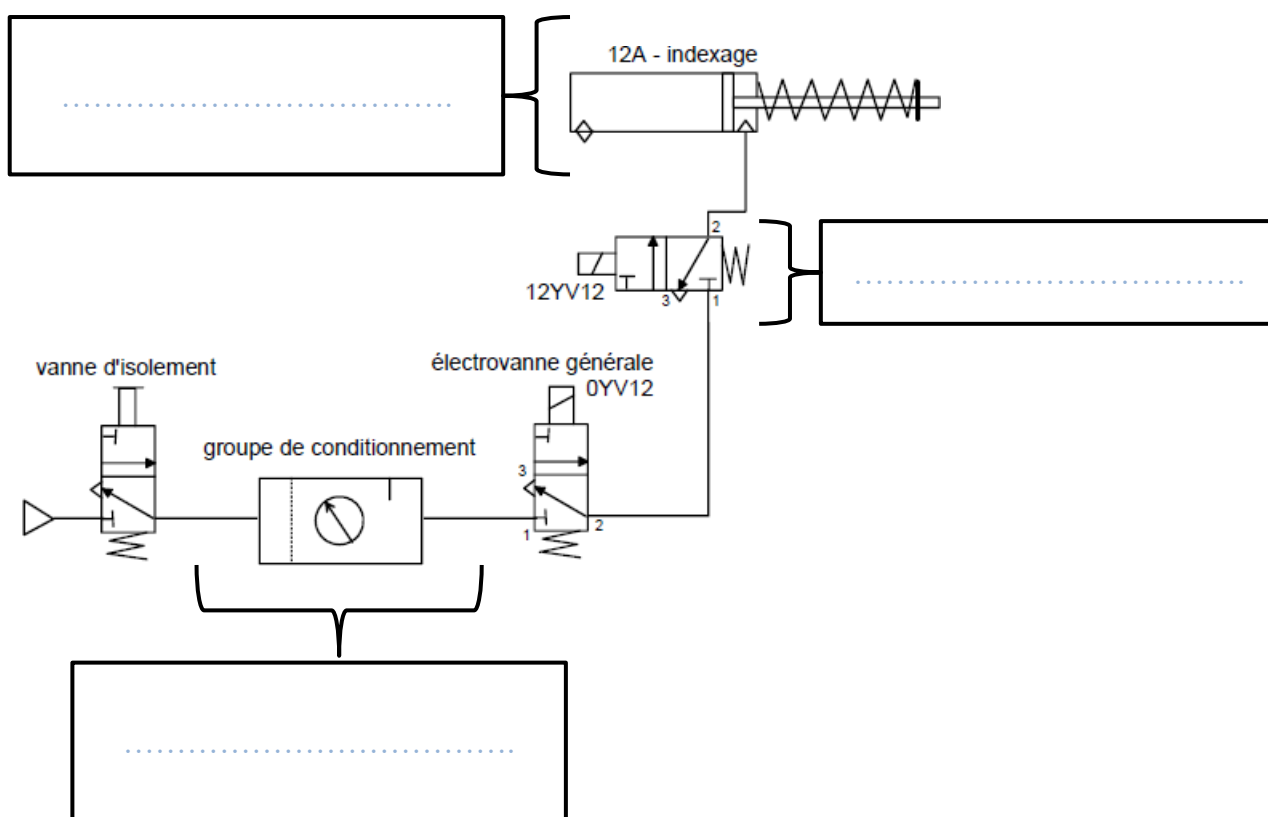 12A - indexage
2
12YV12
3
1
vanne d'isolement
électrovanne générale
0YV12
groupe de conditionnement
3
1
2